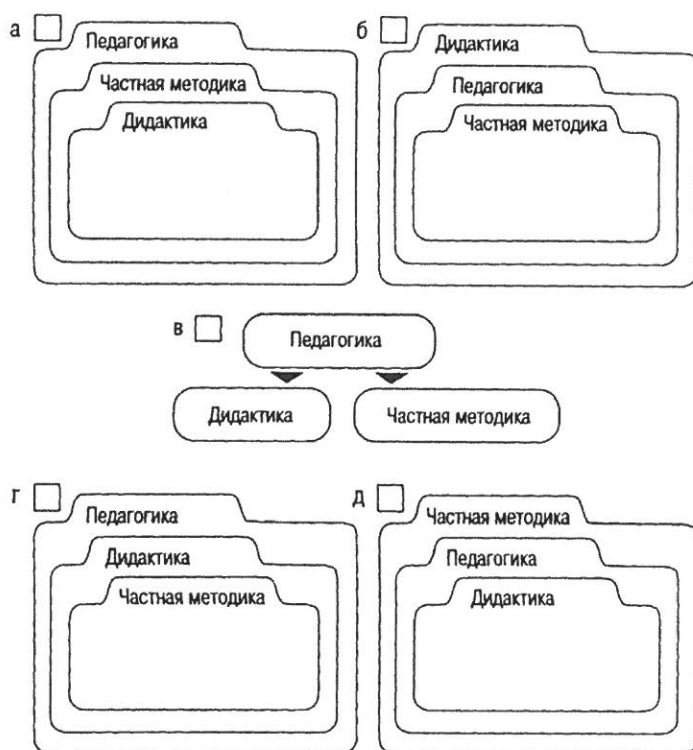 а
Педагогика
Частная методика
Дидактика
б
Дидактика
Педагогика
Частная методика
в
Педагогика
Дидактика
Частная методика
г
Педагогика
Дидактика
Частная методика
д
Частная методика
Педагогика
Дидактика